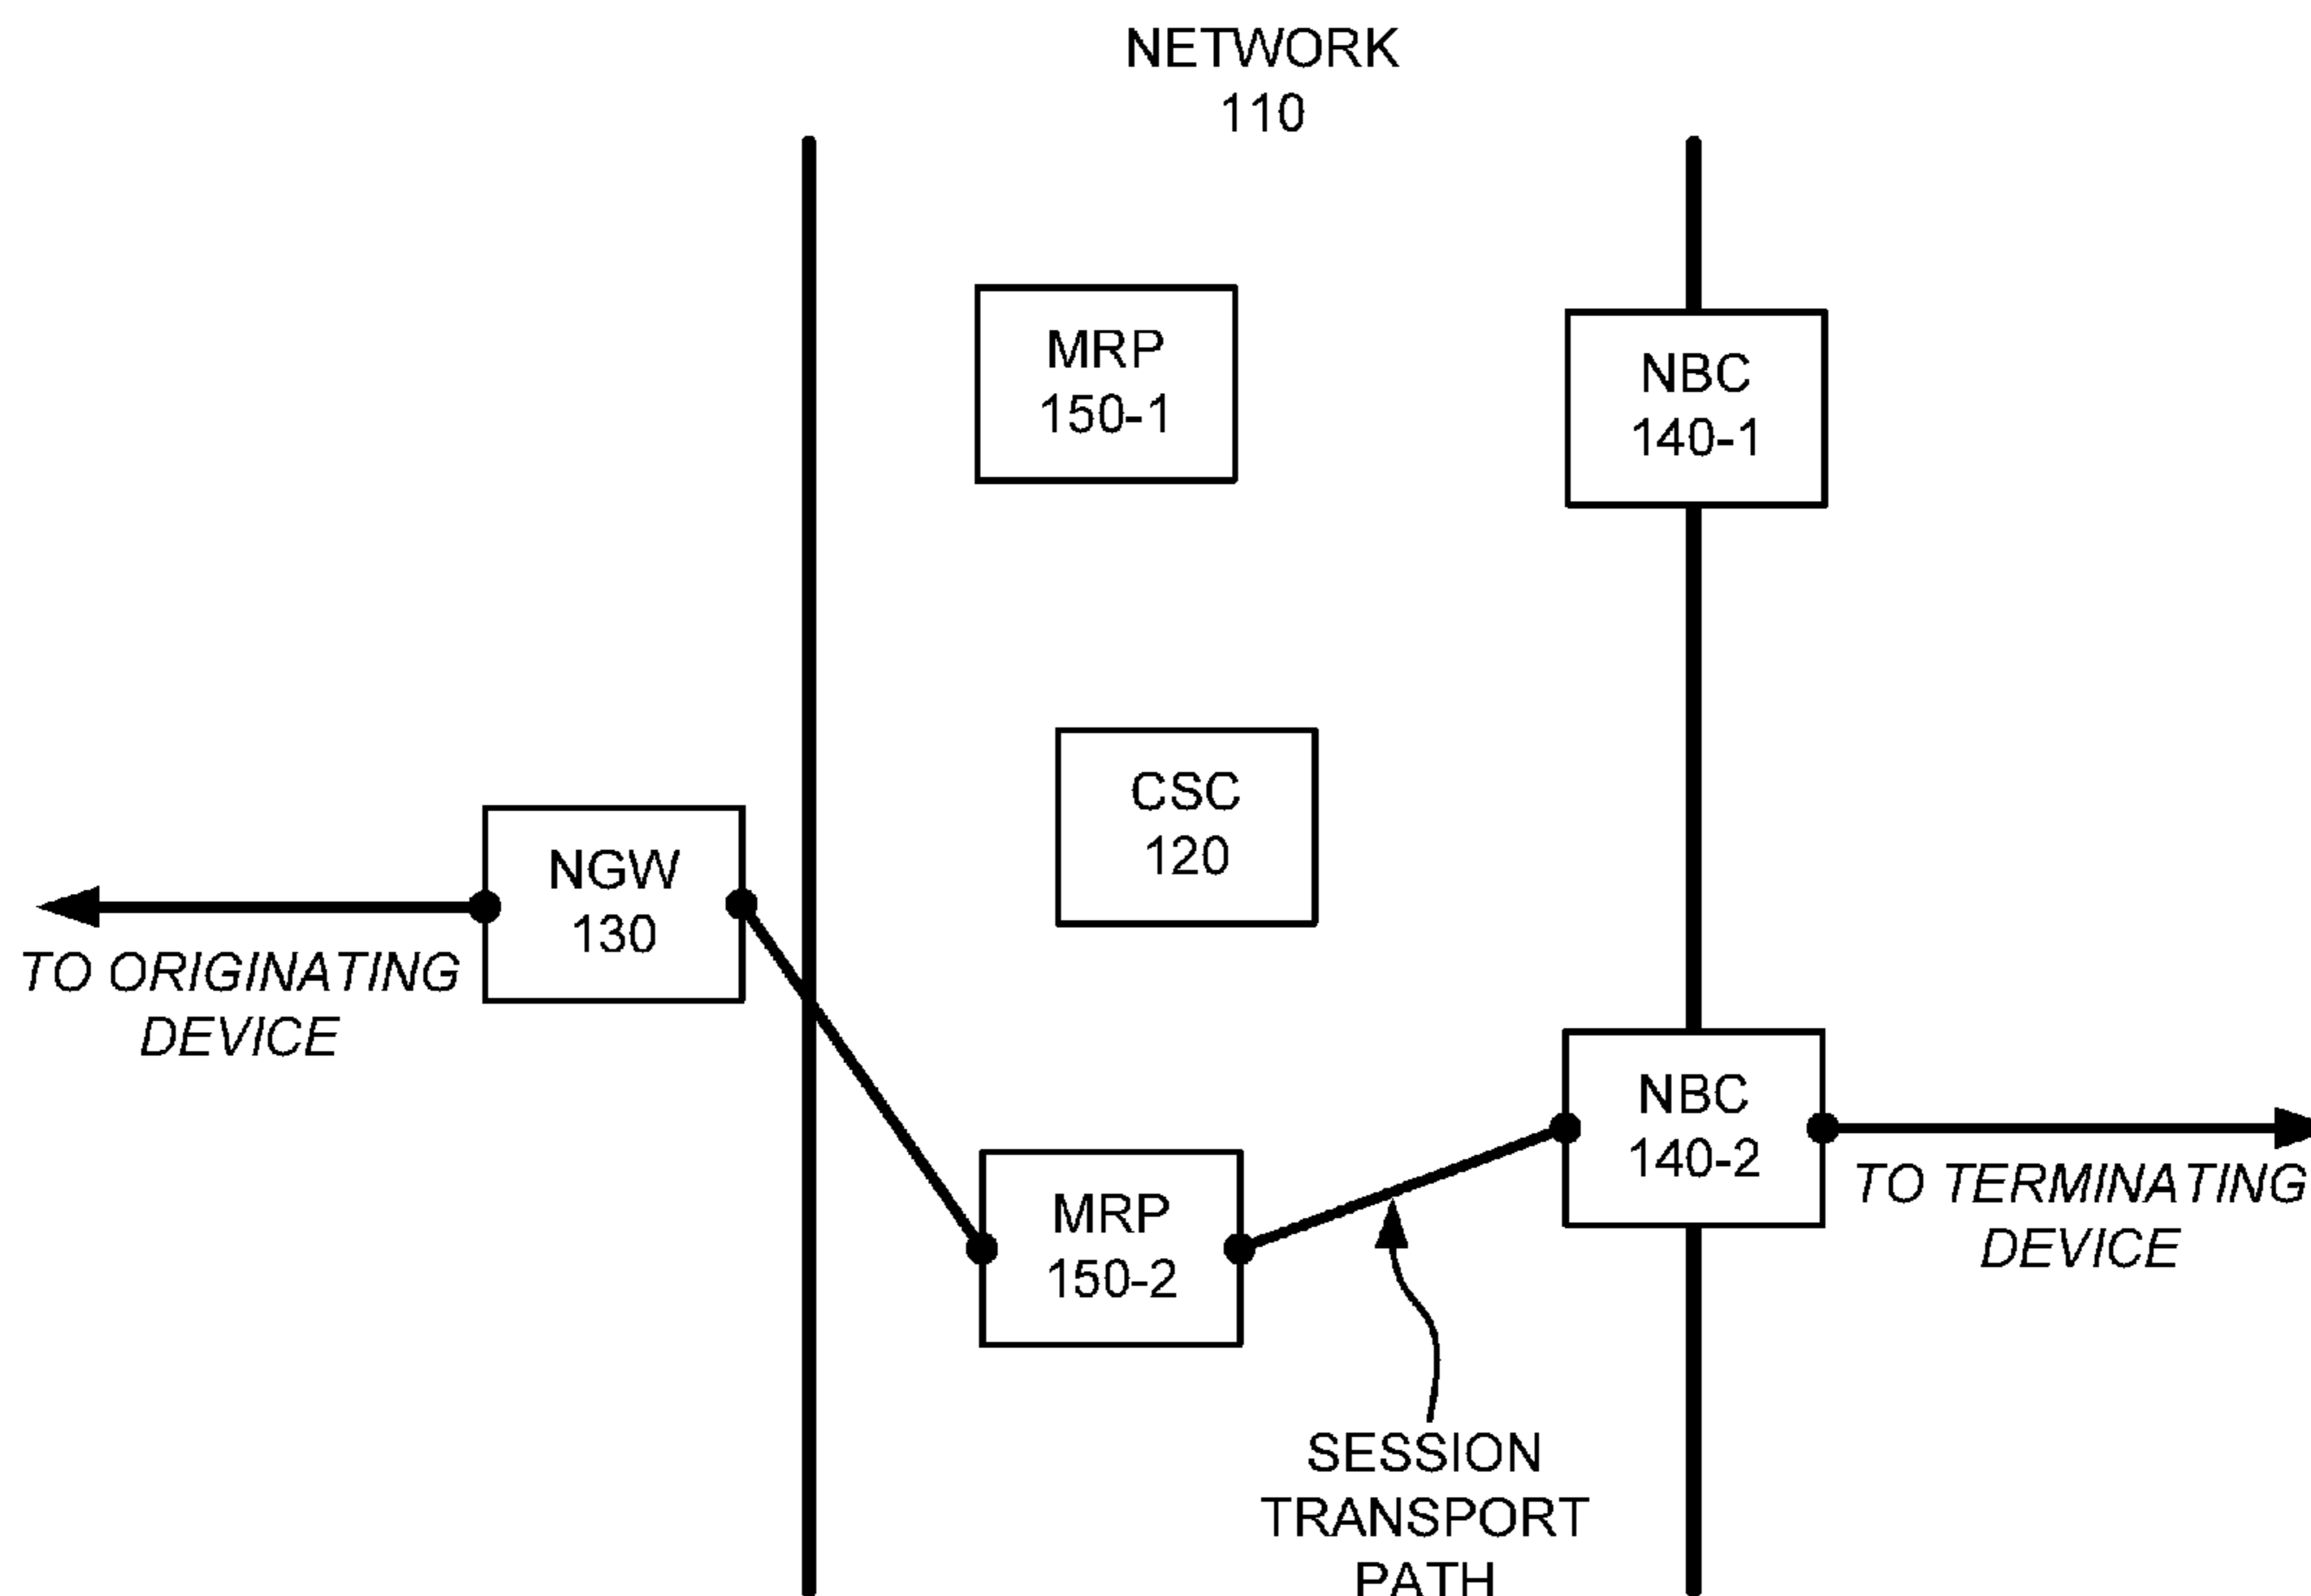 NETWORK
110
MRP
150-1
NBC
140-1
CSC
120
NGW
130
TO ORIGINATING
DEVICE
NBC
140-2
TO TERMINATING
DEVICE
MRP
150-2
SESSION
TRANSPORT
PATH